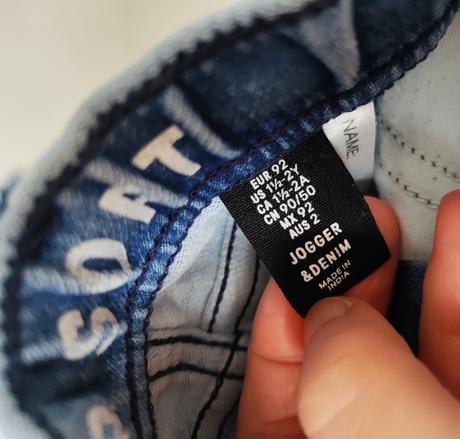 SOAT
NAME
EUR 92
US 1½-2Y
CA 1½-2A
CN 90/50
MX 92
AUS 2
JOGGER
&DENIM
MADE IN
INDIA